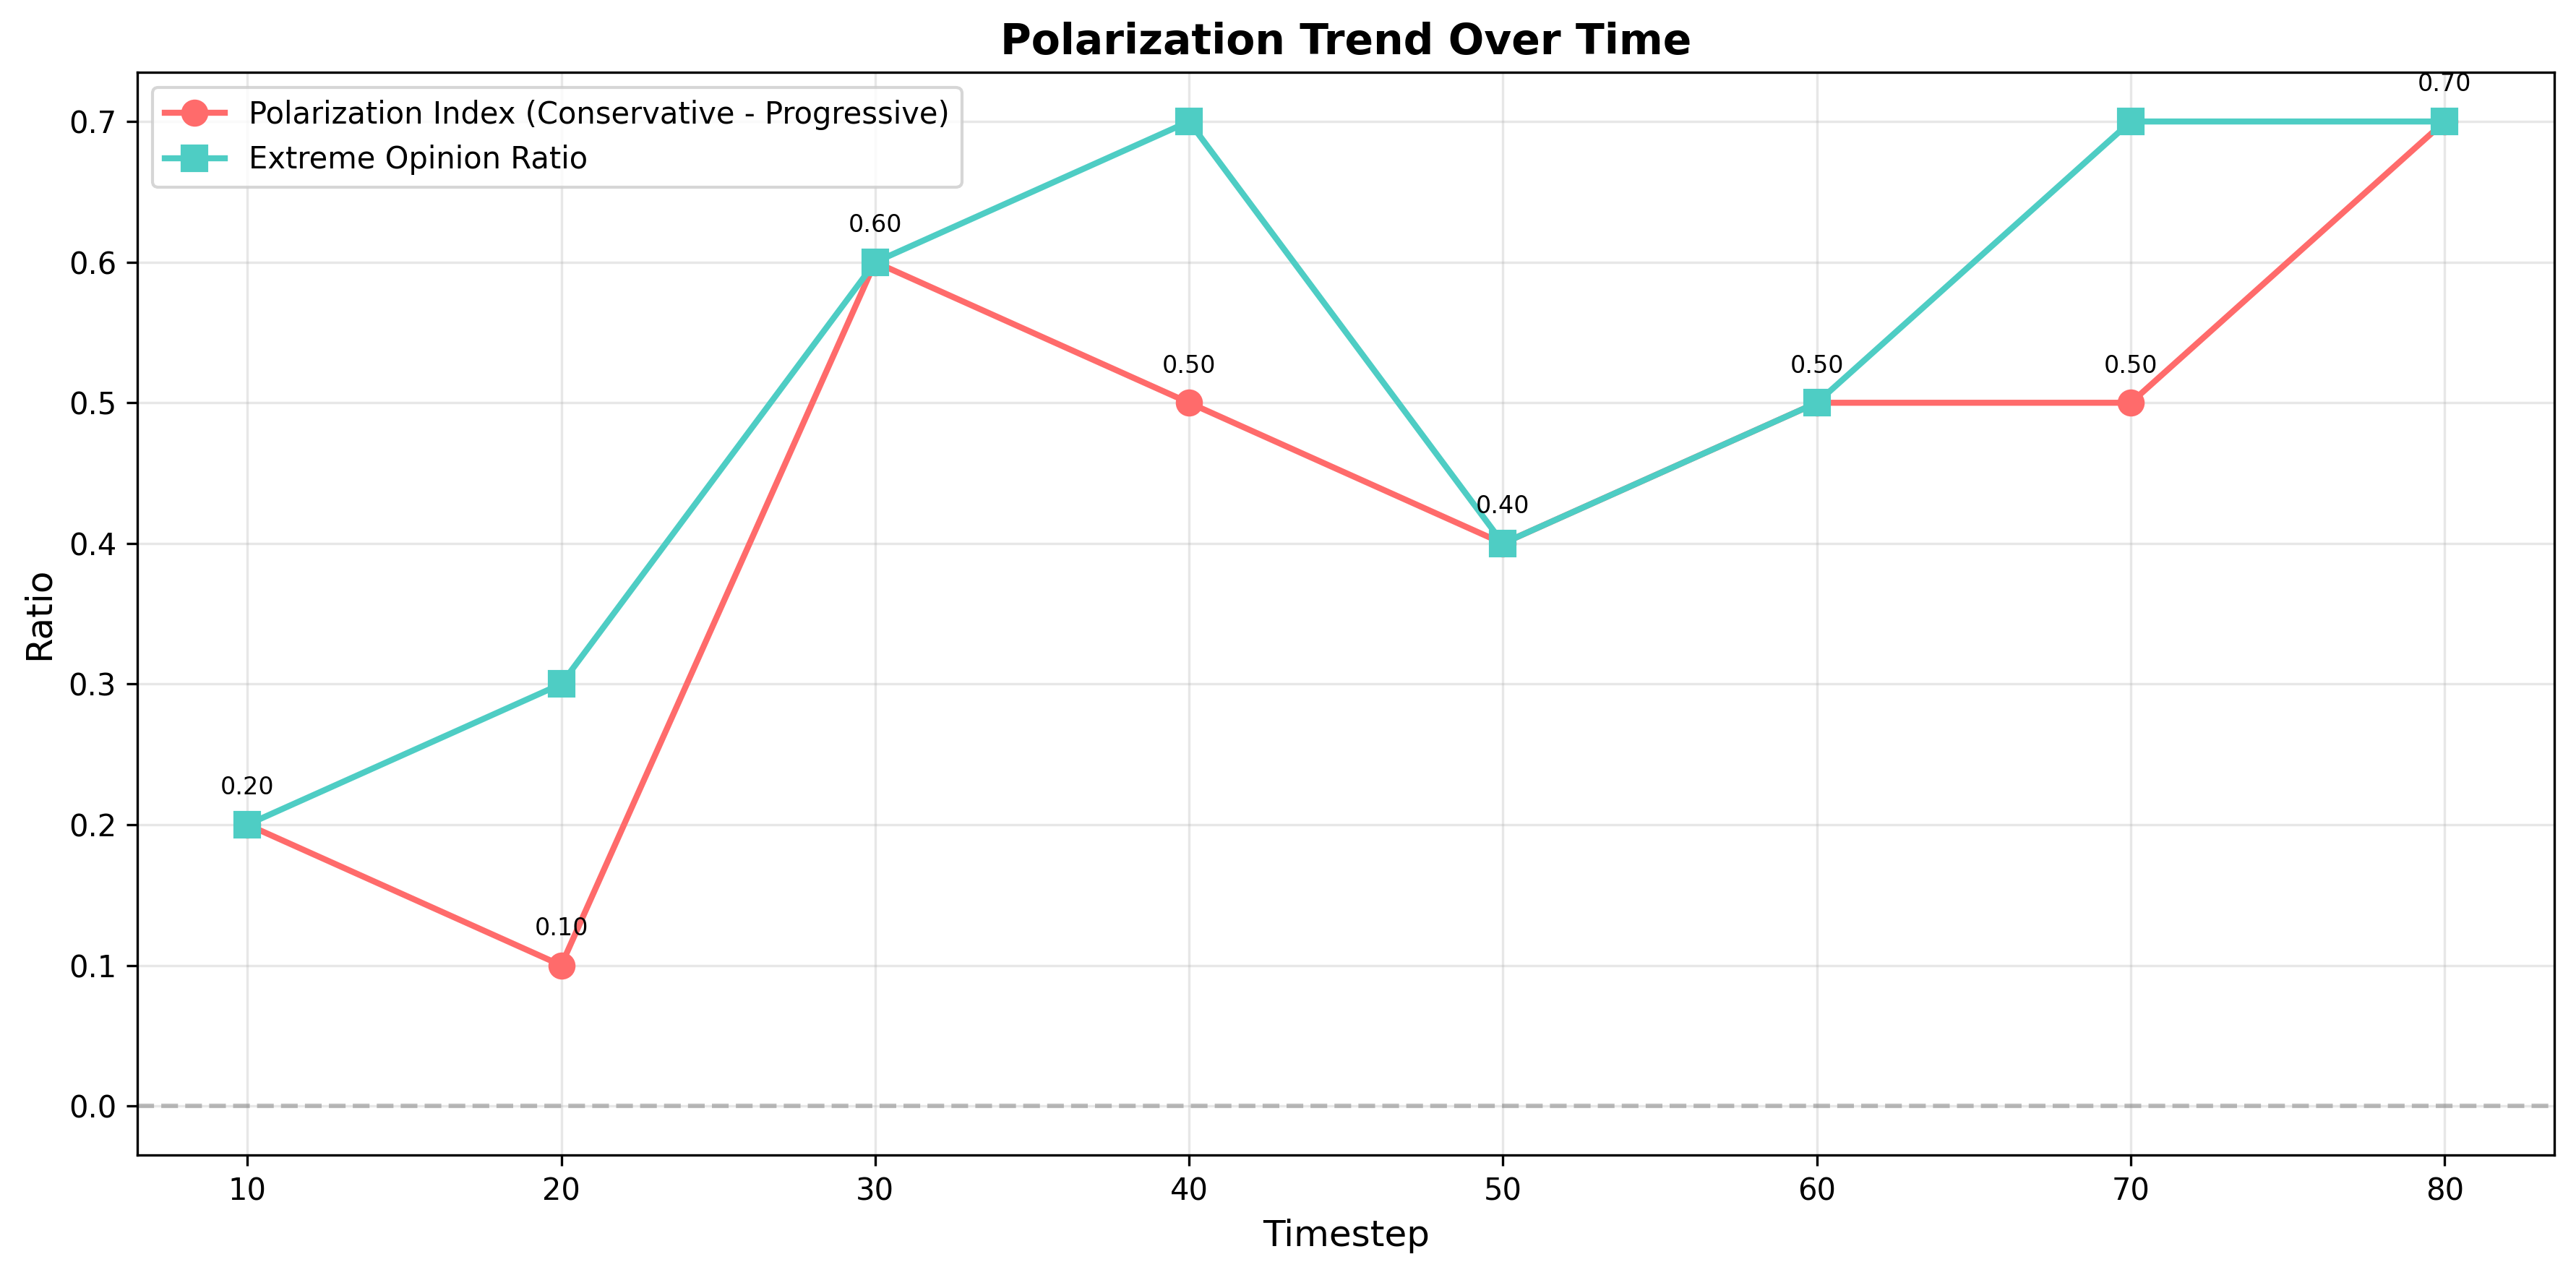 Polarization Trend Over Time
Polarization Index (Conservative - Progressive)
Extreme Opinion Ratio
0.70
0.60
0.50
0.50
0.50
0.40
0.20
0.10
Ratio
0.7
0.6
0.5
0.4
0.3
0.2
0.1
0.0
10 20 30 40 50 60 70 80
Timestep